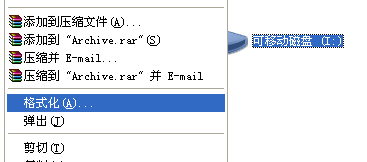 添加到压缩文件(A)...
添加到 "Archive.rar"(S)
压缩并 E-mail...
压缩到 "Archive.rar" 并 E-mail
格式化(A)...
弹出(J)
剪切(T)
可移动磁盘 (I:)